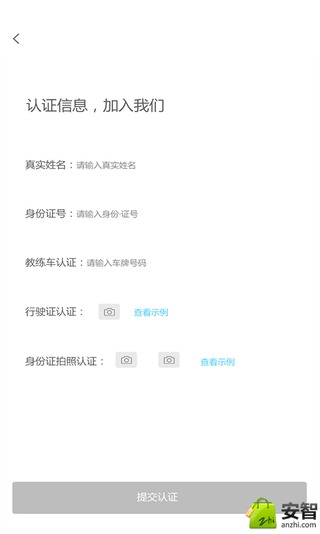 认证信息，加入我们
真实姓名：请输入真实姓名
身份证号：请输入身份·证号
教练车认证：请输入车牌号码
行驶证认证： 查看示例
身份证拍照认证： 查看示例
提交认证
zhi
安智
anzhi.com